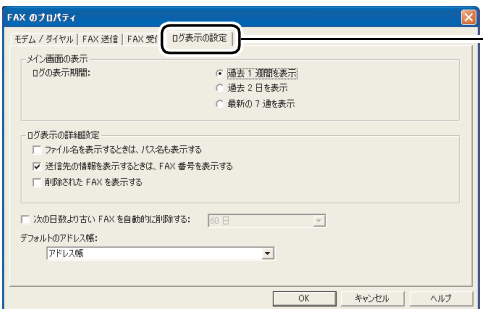 FAX のプロパティ
モデム / ダイヤル FAX 送信 FAX 受 ログ表示の設定
メイン画面の表示
ログの表示期間:
過去 1 週間を表示
過去 2 日を表示
最新の 7 通を表示
ログ表示の詳細設定
ファイル名を表示するときは、パス名も表示する
送信先の情報を表示するときは、FAX 番号を表示する
削除された FAX を表示する
次の日数より古い FAX を自動的に削除する: 60 日
デフォルトのアドレス帳:
アドレス帳
OK キャンセル ヘルプ